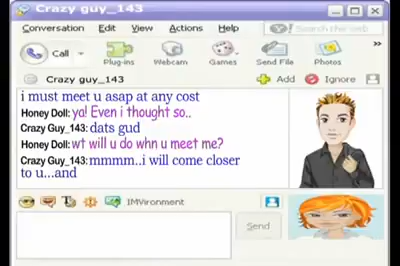 Crazy guy_143
Conversation Edit View Actions Help
Search the web
Call
Plug-ins Webcam Games Send File Photos
Crazy guy_143 Add Ignore
i must meet u asap at any cost
Honey Doll: ya! Even i thought so..
Crazy Guy_143: dats gud
Honey Doll: wt will u do whn u meet me?
Crazy Guy_143: mmmm..i will come closer
to u...and
IMVironment
Send